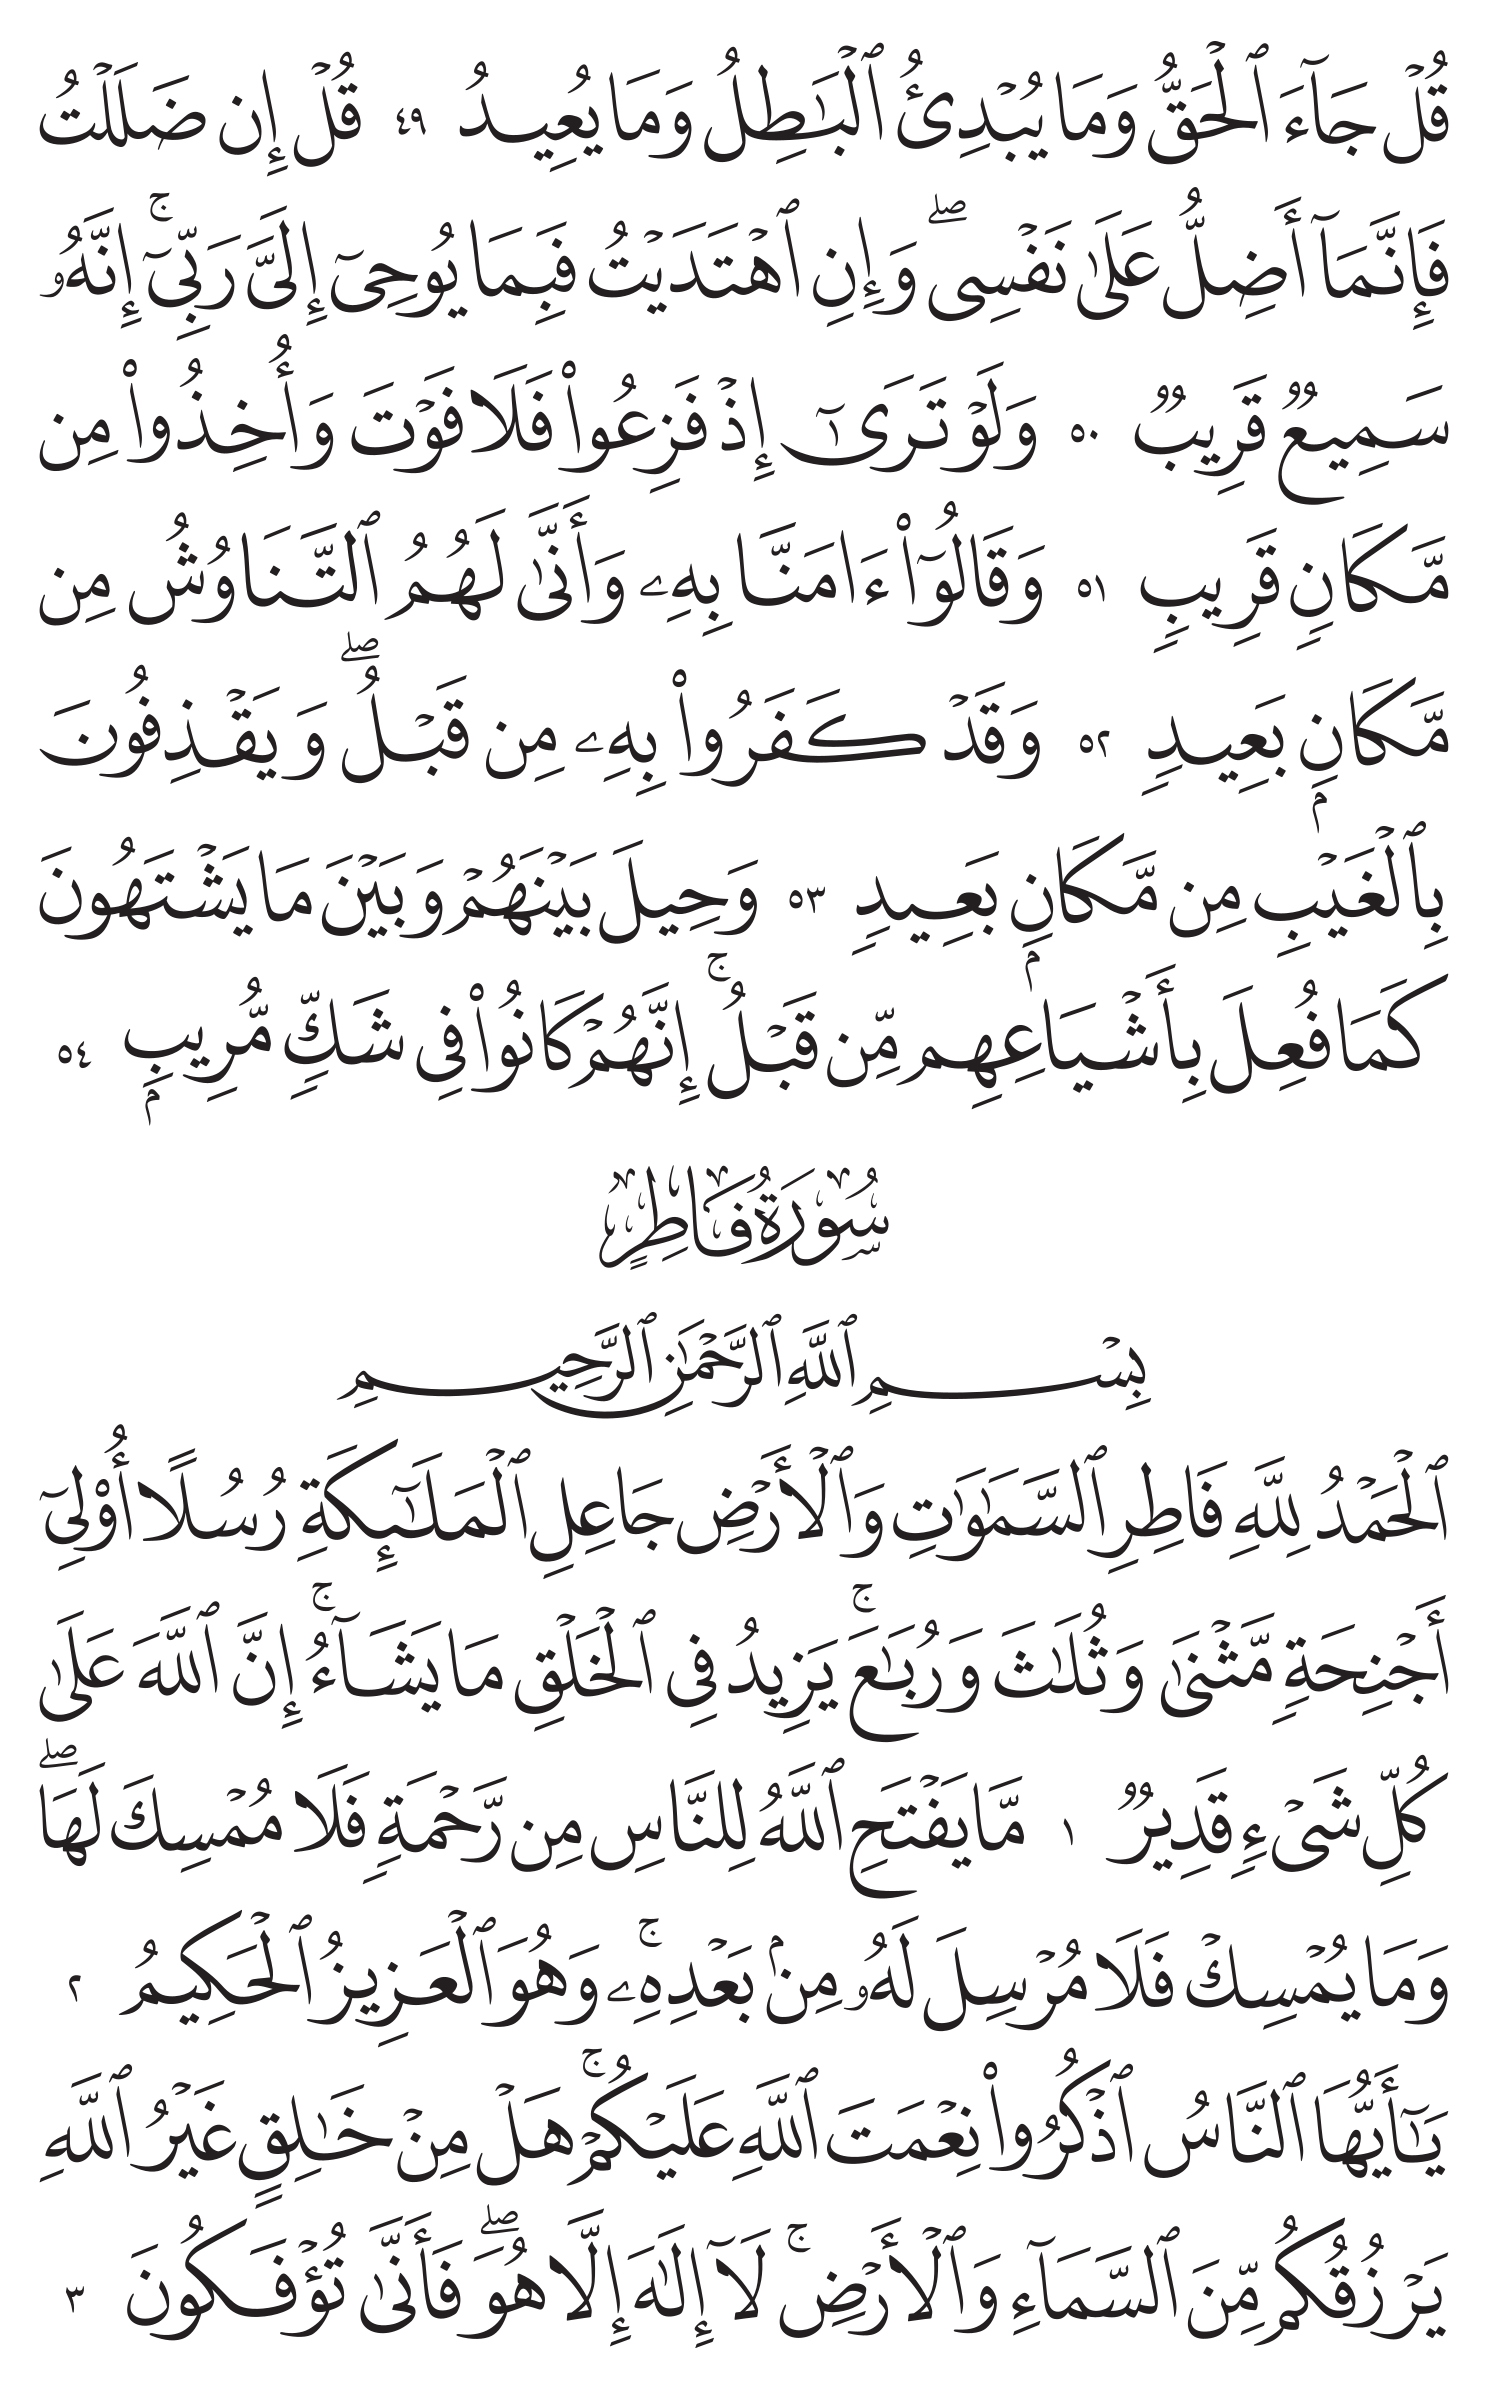 قُلۡ جَآءَ ٱلۡحَقُّ وَمَا يُبۡدِئُ ٱلۡبَٰطِلُ وَمَا يُعِيدُ ٤٩ قُلۡ إِن ضَلَلۡتُ
فَإِنَّمَآ أَضِلُّ عَلَىٰ نَفۡسِيۖ وَإِنِ ٱهۡتَدَيۡتُ فَبِمَا يُوحِيٓ إِلَيَّ رَبِّيٓۚ إِنَّهُۥ
سَمِيعٞ قَرِيبٞ ٥٠ وَلَوۡ تَرَىٰٓ إِذۡ فَزِعُواْ فَلَا فَوۡتَ وَأُخِذُواْ مِن
مَّكَانٖ قَرِيبٖ ٥١ وَقَالُوٓاْ ءَامَنَّا بِهِۦ وَأَنَّىٰ لَهُمُ ٱلتَّنَاوُشُ مِن
مَّكَانِۭ بَعِيدٖ ٥٢ وَقَدۡ كَفَرُواْ بِهِۦ مِن قَبۡلُۖ وَيَقۡذِفُونَ
بِٱلۡغَيۡبِ مِن مَّكَانِۭ بَعِيدٖ ٥٣ وَحِيلَ بَيۡنَهُمۡ وَبَيۡنَ مَا يَشۡتَهُونَ
كَمَا فُعِلَ بِأَشۡيَاعِهِم مِّن قَبۡلُۚ إِنَّهُمۡ كَانُواْ فِي شَكّٖ مُّرِيبِۭ ٥٤
سُورَةُ فَاطِرٍ
بِسۡمِ ٱللَّهِ ٱلرَّحۡمَٰنِ ٱلرَّحِيمِ
ٱلۡحَمۡدُ لِلَّهِ فَاطِرِ ٱلسَّمَٰوَٰتِ وَٱلۡأَرۡضِ جَاعِلِ ٱلۡمَلَٰٓئِكَةِ رُسُلًا أُوْلِيٓ
أَجۡنِحَةٖ مَّثۡنَىٰ وَثُلَٰثَ وَرُبَٰعَۚ يَزِيدُ فِي ٱلۡخَلۡقِ مَا يَشَآءُۚ إِنَّ ٱللَّهَ عَلَىٰ
كُلِّ شَيۡءٖ قَدِيرٞ ١ مَّا يَفۡتَحِ ٱللَّهُ لِلنَّاسِ مِن رَّحۡمَةٖ فَلَا مُمۡسِكَ لَهَاۖ
وَمَا يُمۡسِكۡ فَلَا مُرۡسِلَ لَهُۥ مِنۢ بَعۡدِهِۦۚ وَهُوَ ٱلۡعَزِيزُ ٱلۡحَكِيمُ ٢
يَٰٓأَيُّهَا ٱلنَّاسُ ٱذۡكُرُواْ نِعۡمَتَ ٱللَّهِ عَلَيۡكُمۡۚ هَلۡ مِنۡ خَٰلِقٍ غَيۡرُ ٱللَّهِ
يَرۡزُقُكُم مِّنَ ٱلسَّمَآءِ وَٱلۡأَرۡضِۚ لَآ إِلَٰهَ إِلَّا هُوَۖ فَأَنَّىٰ تُؤۡفَكُونَ ٣